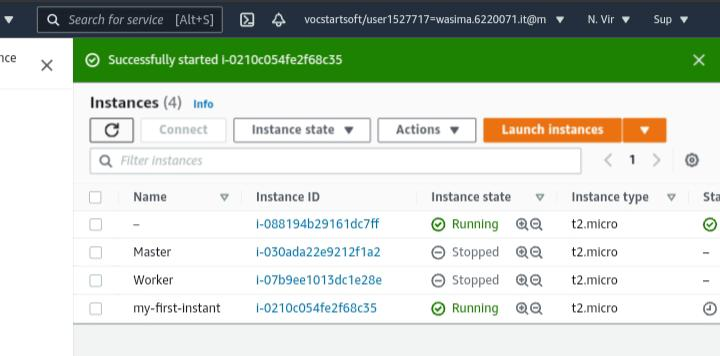 Search for service [Alt+S] vocstartsoft/user1527717=wasima.6220071.it@m N. Vir Sup
nce
Successfully started i-0210c054fe2f68c35
Instances (4) Info
Connect Instance state Actions Launch instances
Filter instances 1
Name Instance ID Instance state Instance type Sta
– i-088194b29161dc7ff Running t2.micro
Master i-030ada22e9212f1a2 Stopped t2.micro –
Worker i-07b9ee1013dc1e28e Stopped t2.micro –
my-first-instant i-0210c054fe2f68c35 Running t2.micro